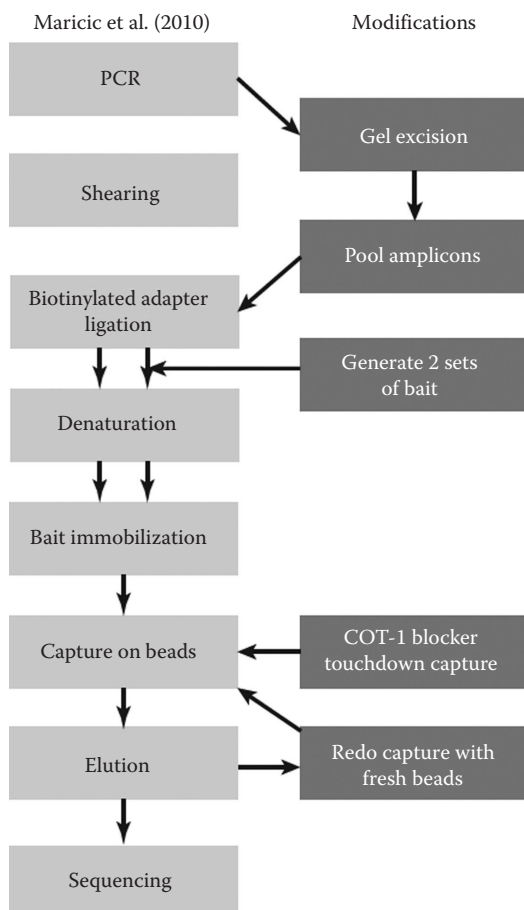 Maricic et al. (2010)
Modifications
PCR
Gel excision
Shearing
Pool amplicons
Biotinylated adapter
ligation
Generate 2 sets
of bait
Denaturation
Bait immobilization
Capture on beads
COT-1 blocker
touchdown capture
Elution
Redo capture with
fresh beads
Sequencing